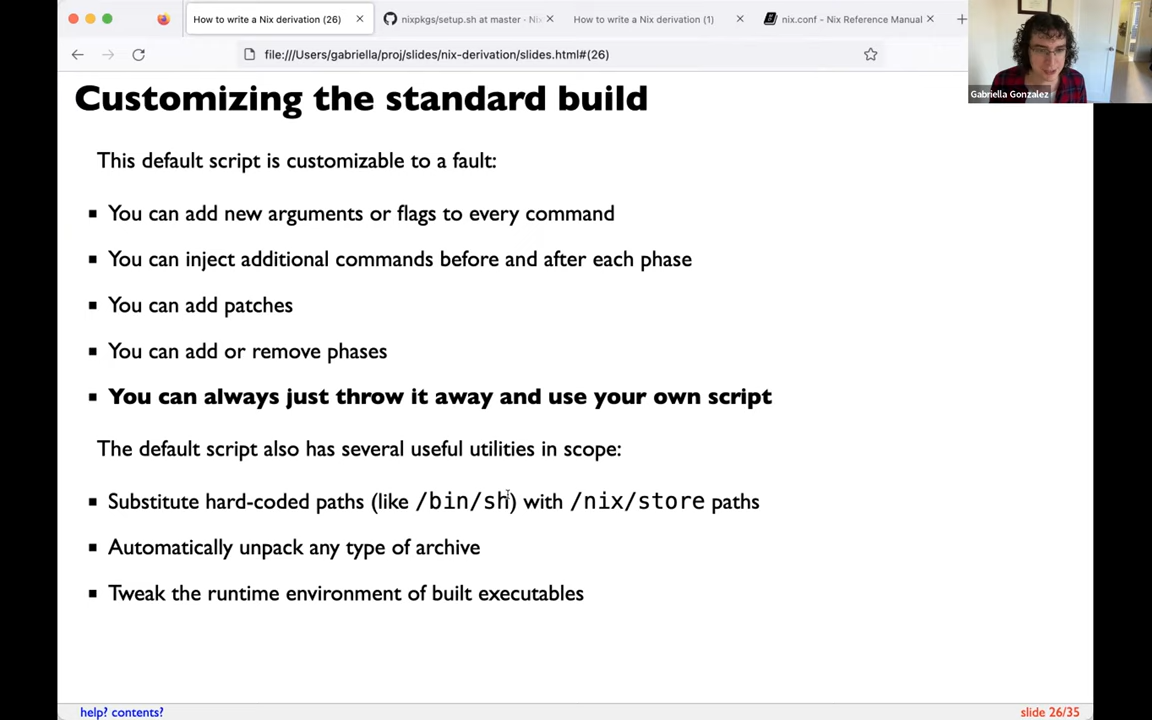 How to write a Nix derivation (26)
nixpkgs/setup.sh at master · Nix
How to write a Nix derivation (1)
nix.conf - Nix Reference Manual
file:///Users/gabriella/proj/slides/nix-derivation/slides.html#(26)
Gabriella Gonzalez
Customizing the standard build
This default script is customizable to a fault:
You can add new arguments or flags to every command
You can inject additional commands before and after each phase
You can add patches
You can add or remove phases
You can always just throw it away and use your own script
The default script also has several useful utilities in scope:
Substitute hard-coded paths (like /bin/sh) with /nix/store paths
Automatically unpack any type of archive
Tweak the runtime environment of built executables
help? contents?
slide 26/35